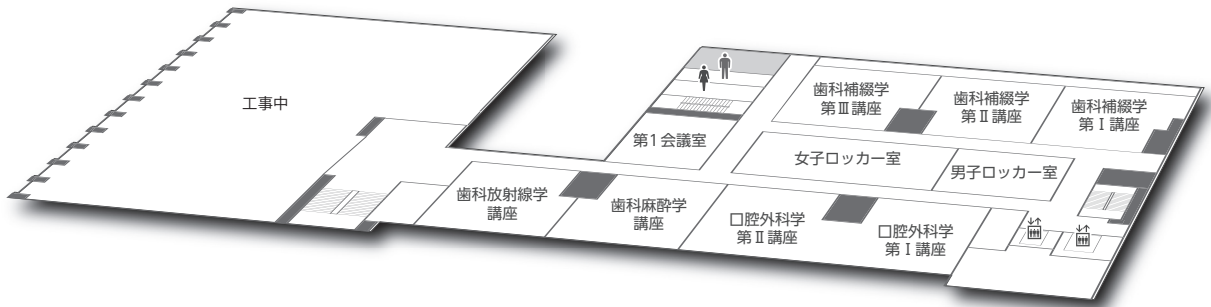 工事中
第1会議室
歯科補綴学
第Ⅲ講座
歯科補綴学
第Ⅱ講座
歯科補綴学
第Ⅰ講座
女子ロッカー室
男子ロッカー室
歯科放射線学
講座
歯科麻酔学
講座
口腔外科学
第Ⅱ講座
口腔外科学
第Ⅰ講座